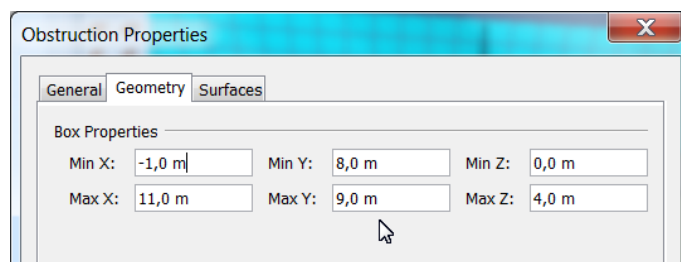 Obstruction Properties
X
General Geometry Surfaces
Box Properties
Min X: -1,0 m Min Y: 8,0 m Min Z: 0,0 m
Max X: 11,0 m Max Y: 9,0 m Max Z: 4,0 m